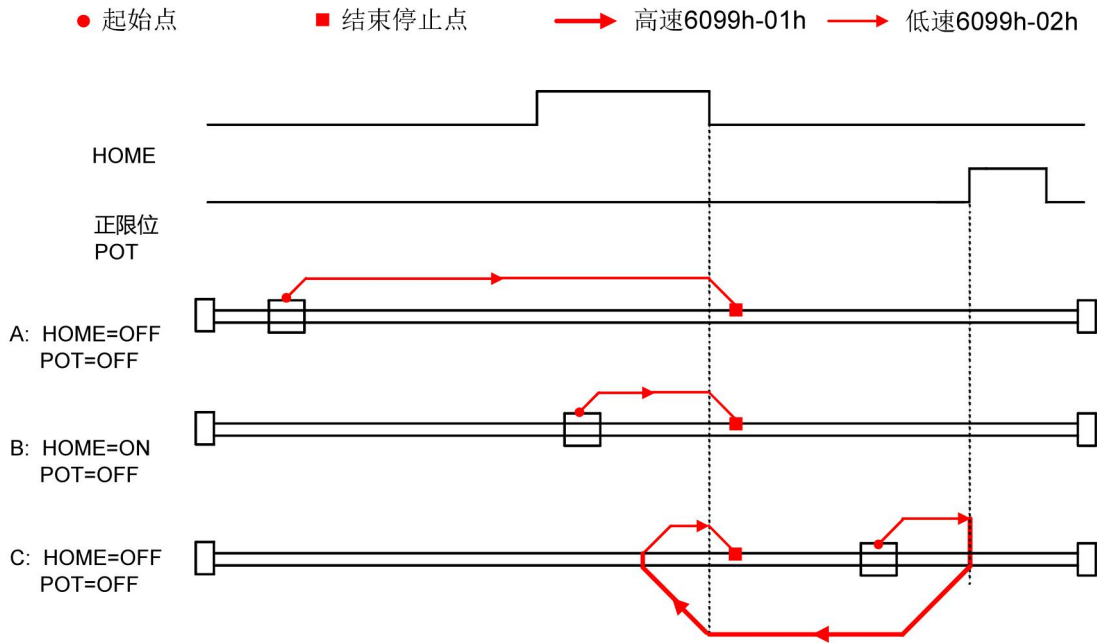 起始点
结束停止点
高速6099h-01h
低速6099h-02h
HOME
正限位
POT
A: HOME=OFF
POT=OFF
B: HOME=ON
POT=OFF
C: HOME=OFF
POT=OFF